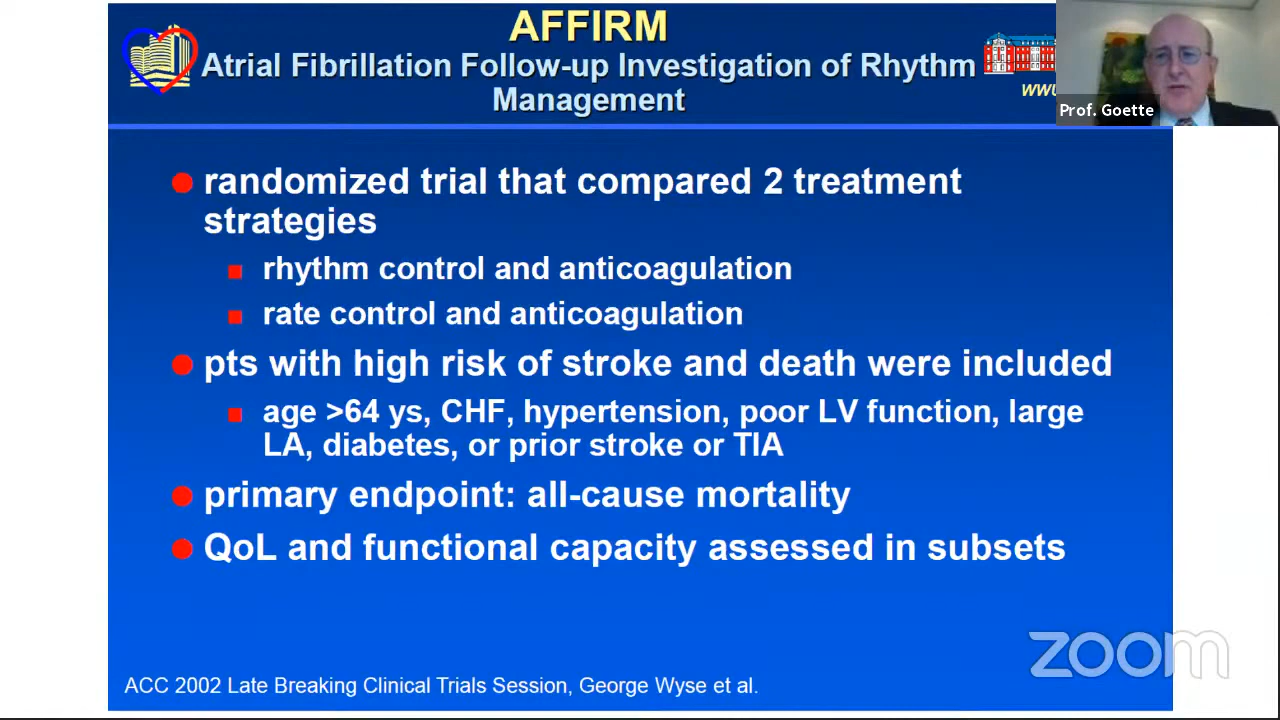 AFFIRM
Atrial Fibrillation Follow-up Investigation of Rhythm
Management
Prof. Goette
randomized trial that compared 2 treatment
strategies
rhythm control and anticoagulation
rate control and anticoagulation
pts with high risk of stroke and death were included
age >64 ys, CHF, hypertension, poor LV function, large
LA, diabetes, or prior stroke or TIA
primary endpoint: all-cause mortality
QoL and functional capacity assessed in subsets
zoom
ACC 2002 Late Breaking Clinical Trials Session, George Wyse et al.